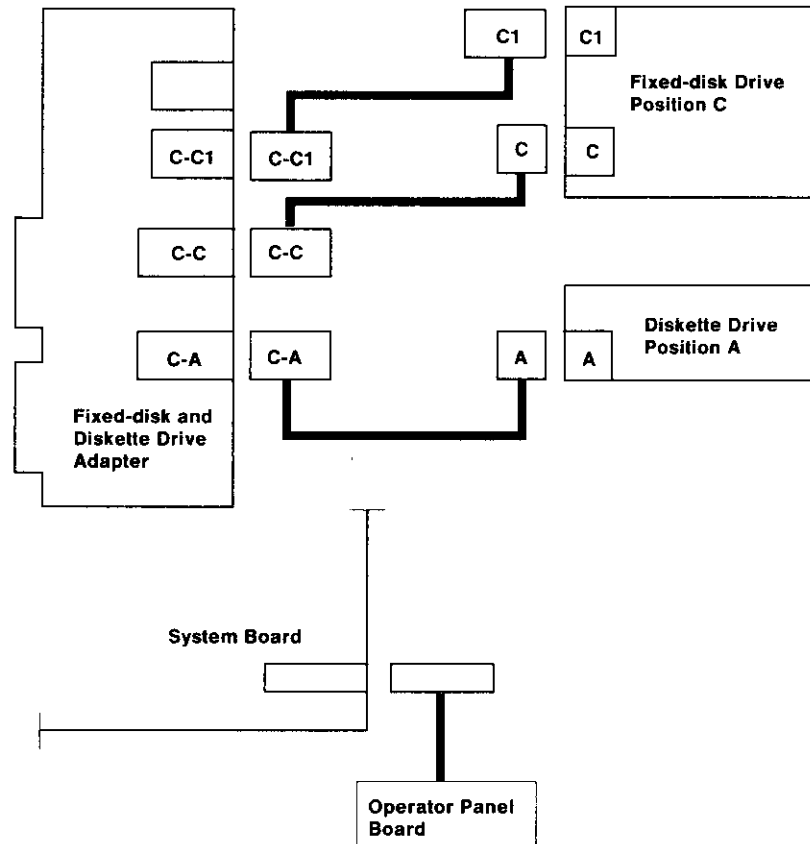 C1
C1
Fixed-disk Drive
Position C
C-C1
C-C1
C
C
C-C
C-C
Diskette Drive
Position A
C-A
C-A
A
A
Fixed-disk and
Diskette Drive
Adapter
System Board
Operator Panel
Board